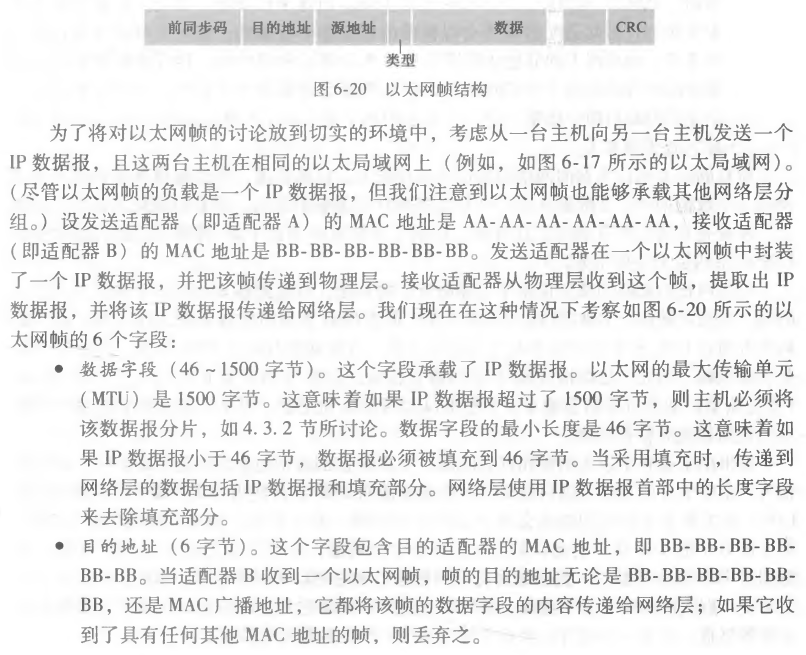 前同步码 目的地址 源地址 数据 CRC
类型
图 6-20 以太网帧结构
为了将对以太网帧的讨论放到切实的环境中，考虑从一台主机向另一台主机发送一个
IP 数据报，且这两台主机在相同的以太局域网上（例如，如图 6-17 所示的以太局域网）。
（尽管以太网帧的负载是一个 IP 数据报，但我们注意到以太网帧也能够承载其他网络层分
组。）设发送适配器（即适配器 A）的 MAC 地址是 AA-AA-AA-AA-AA-AA，接收适配器
（即适配器 B）的 MAC 地址是 BB-BB-BB-BB-BB-BB。发送适配器在一个以太网帧中封装
了一个 IP 数据报，并把该帧传递到物理层。接收适配器从物理层收到这个帧，提取出 IP
数据报，并将该 IP 数据报传递给网络层。我们现在在这种情况下考察如图 6-20 所示的以
太网帧的 6 个字段：
● 数据字段（46 ~ 1500 字节）。这个字段承载了 IP 数据报。以太网的最大传输单元
（MTU）是 1500 字节。这意味着如果 IP 数据报超过了 1500 字节，则主机必须将
该数据报分片，如 4.3.2 节所讨论。数据字段的最小长度是 46 字节。这意味着如
果 IP 数据报小于 46 字节，数据报必须被填充到 46 字节。当采用填充时，传递到
网络层的数据包括 IP 数据报和填充部分。网络层使用 IP 数据报首部中的长度字段
来去除填充部分。
● 目的地址（6 字节）。这个字段包含目的适配器的 MAC 地址，即 BB-BB-BB-BB-
BB-BB。当适配器 B 收到一个以太网帧，帧的目的地址无论是 BB-BB-BB-BB-BB-
BB，还是 MAC 广播地址，它都将该帧的数据字段的内容传递给网络层；如果它收
到了具有任何其他 MAC 地址的帧，则丢弃之。